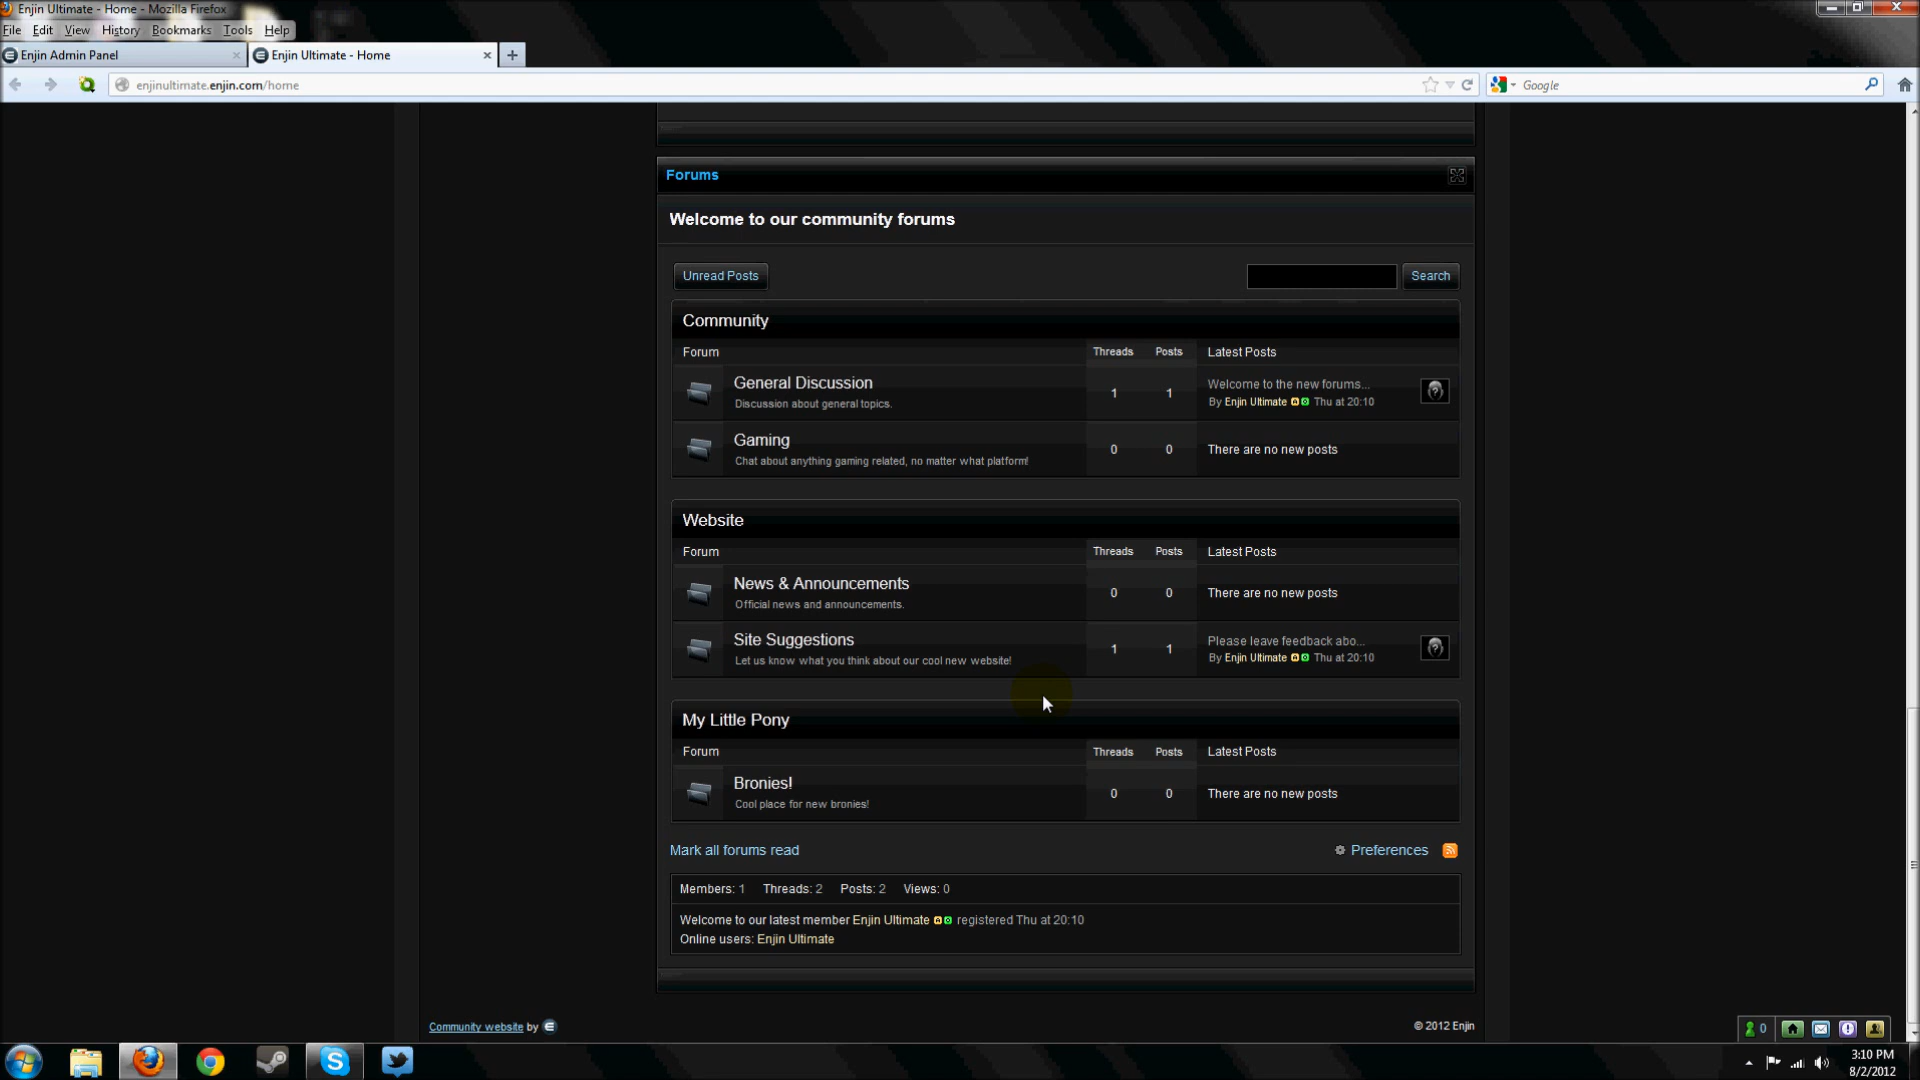 Enjin Ultimate - Home - Mozilla Firefox
File Edit View History Bookmarks Tools Help
Enjin Admin Panel
Enjin Ultimate - Home
enjinultimate.enjin.com/home
Google
Forums
Welcome to our community forums
Unread Posts
Search
Community
Forum Threads Posts Latest Posts
General Discussion
Discussion about general topics.
1 1
Welcome to the new forums...
By Enjin Ultimate Thu at 20:10
Gaming
Chat about anything gaming related, no matter what platform!
0 0 There are no new posts
Website
Forum Threads Posts Latest Posts
News & Announcements
Official news and announcements.
0 0 There are no new posts
Site Suggestions
Let us know what you think about our cool new website!
1 1
Please leave feedback abo...
By Enjin Ultimate Thu at 20:10
My Little Pony
Forum Threads Posts Latest Posts
Bronies!
Cool place for new bronies!
0 0 There are no new posts
Mark all forums read
Preferences
Members: 1 Threads: 2 Posts: 2 Views: 0
Welcome to our latest member Enjin Ultimate registered Thu at 20:10
Online users: Enjin Ultimate
Community website by
© 2012 Enjin
0
3:10 PM
8/2/2012